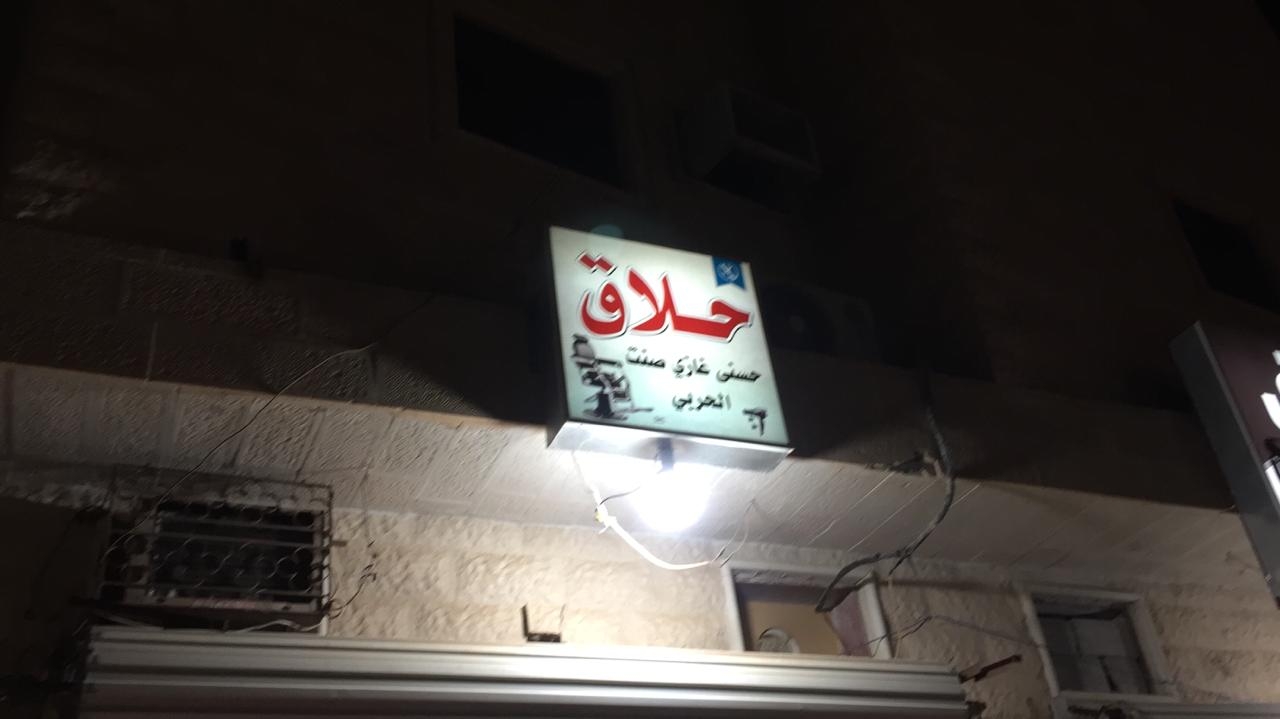 حلاق
حسني غازي صنت
الحربي